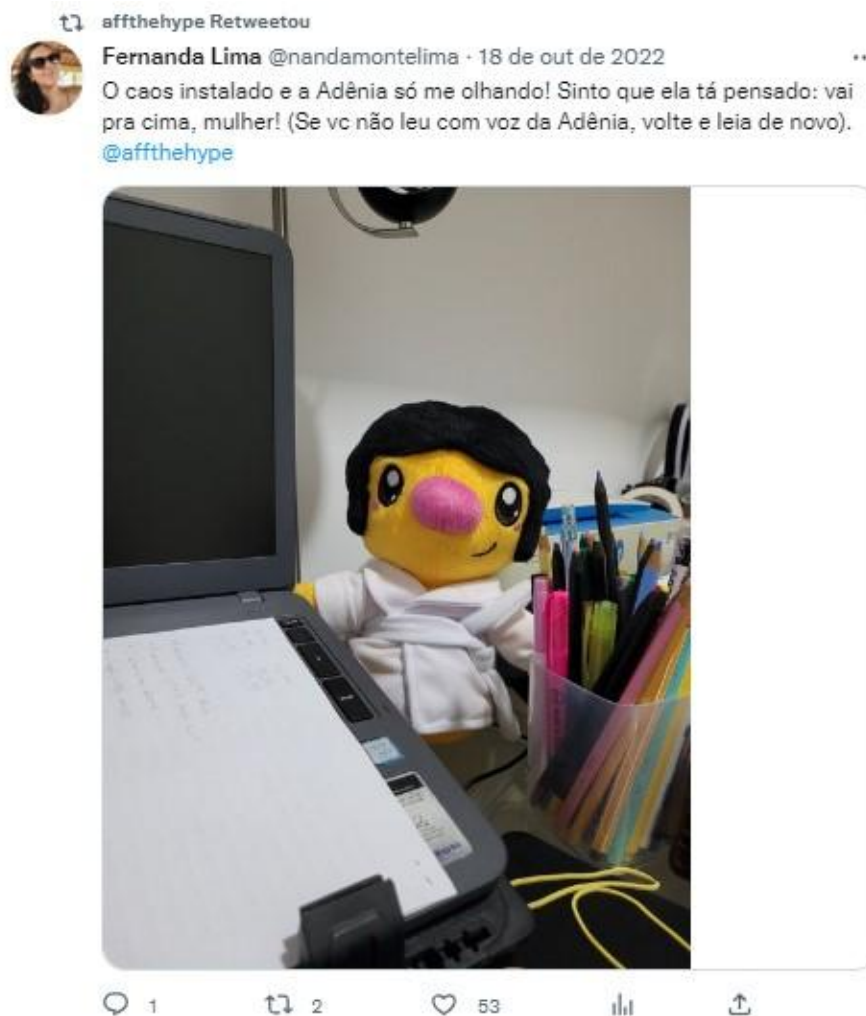 affthehype Retweetou
Fernanda Lima @nandamontelima · 18 de out de 2022
O caos instalado e a Adênia só me olhando! Sinto que ela tá pensado: vai
pra cima, mulher! (Se vc não leu com voz da Adênia, volte e leia de novo).
@affthehype
1 2 53